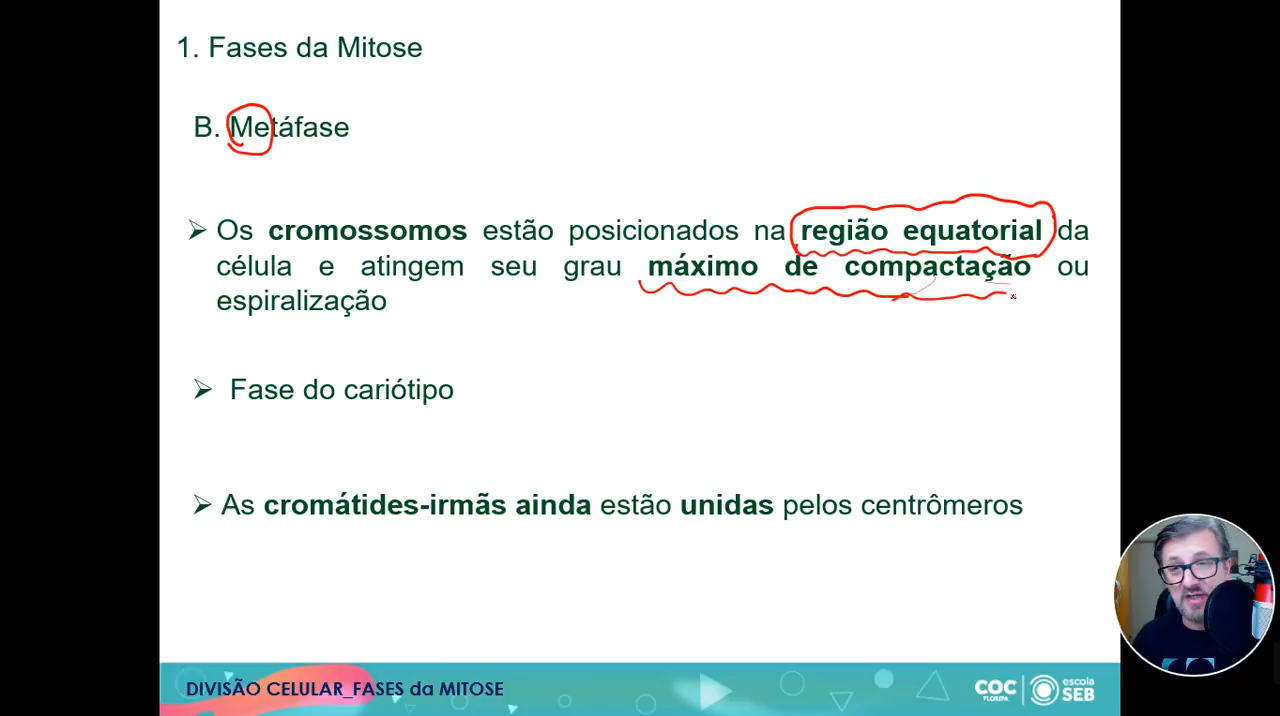 1. Fases da Mitose
B. Metáfase
➢ Os cromossomos estão posicionados na região equatorial da
célula e atingem seu grau máximo de compactação ou
espiralização
➢ Fase do cariótipo
➢ As cromátides-irmãs ainda estão unidas pelos centrômeros
DIVISÃO CELULAR_FASES da MITOSE
COC
FLORIPA
escola
SEB